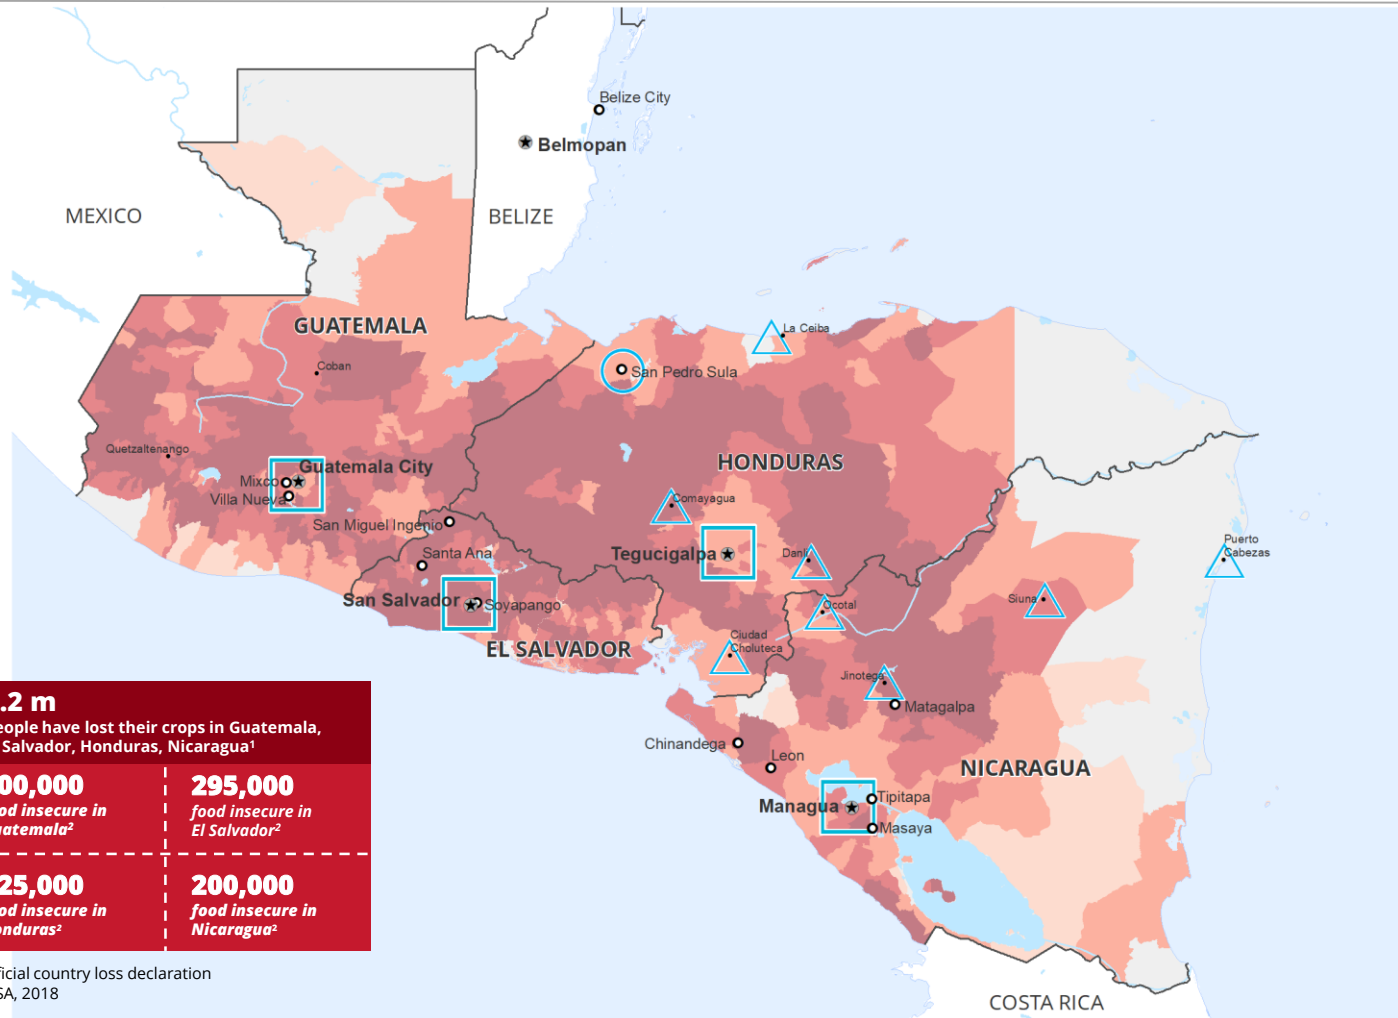 Belize City
Belmopan
MEXICO
BELIZE
GUATEMALA
La Ceiba
Coban
San Pedro Sula
Quetzaltenango
Guatemala City
HONDURAS
Mixco
Villa Nueva
Comayagua
San Miguel Ingenio
Puerto
Cabezas
Santa Ana
Tegucigalpa
Danli
San Salvador
Soyapango
Ocotal
Siuna
EL SALVADOR
Ciudad
Choluteca
Jinotega
Matagalpa
Chinandega
Leon
NICARAGUA
Managua
Tipitapa
Masaya
COSTA RICA
.2 m
eople have lost their crops in Guatemala,
Salvador, Honduras, Nicaragua¹
00,000
od insecure in
uatemala²
295,000
food insecure in
El Salvador²
25,000
od insecure in
onduras²
200,000
food insecure in
Nicaragua²
ficial country loss declaration
SA, 2018